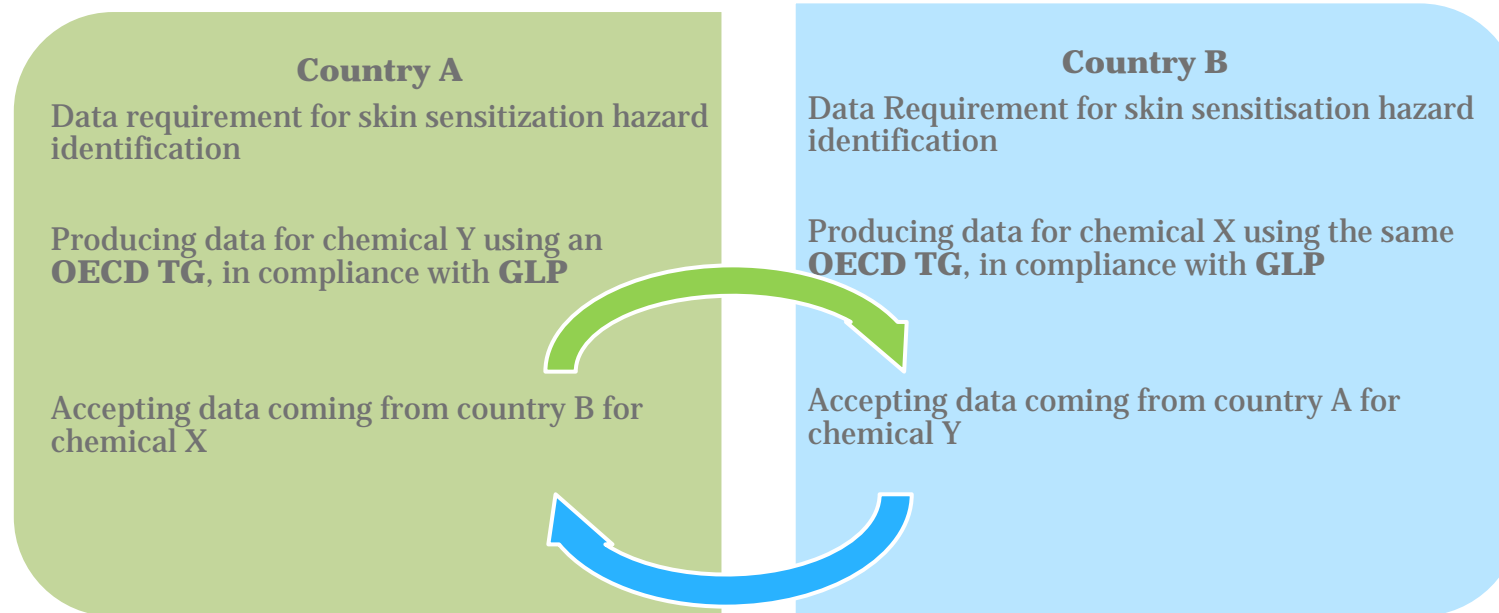 Country A
Data requirement for skin sensitization hazard
identification
Producing data for chemical Y using an
OECD TG, in compliance with GLP
Accepting data coming from country B for
chemical X
Country B
Data Requirement for skin sensitisation hazard
identification
Producing data for chemical X using the same
OECD TG, in compliance with GLP
Accepting data coming from country A for
chemical Y